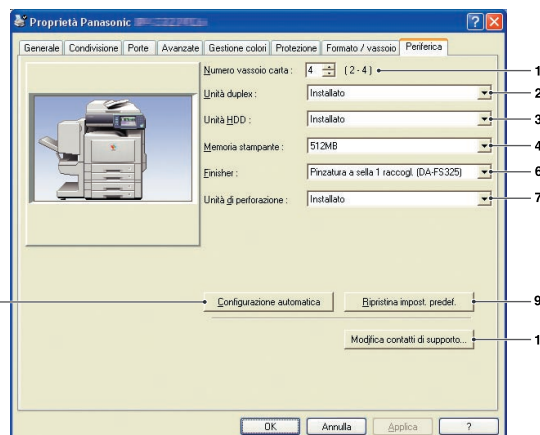 Proprietà Panasonic
Generale Condivisione Porte Avanzate Gestione colori Protezione Formato / vassoio Periferica
Numero vassoio carta : 4 ( 2 - 4 ) 1
Unità duplex : Installato 2
Unità HDD : Installato 3
Memoria stampante : 512MB 4
Finisher : Pinzatura a sella 1 raccogl. (DA-FS325) 6
Unità di perforazione : Installato 7
Configurazione automatica Ripristina impost. predef. 9
Modifica contatti di supporto... 1
OK Annulla Applica ?